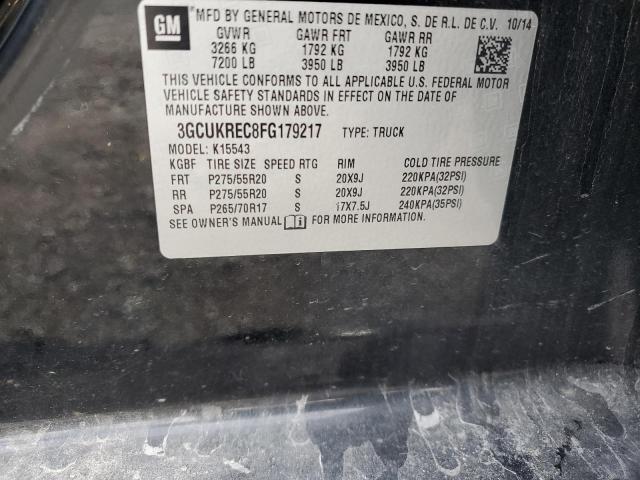 GM
MFD BY GENERAL MOTORS DE MEXICO, S. DE R.L. DE C.V. 10/14
GVWR GAWR FRT GAWR RR
3266 KG 1792 KG 1792 KG
7200 LB 3950 LB 3950 LB
THIS VEHICLE CONFORMS TO ALL APPLICABLE U.S. FEDERAL MOTOR
VEHICLE SAFETY STANDARDS IN EFFECT ON THE DATE OF
MANUFACTURE SHOWN ABOVE.
3GCUKREC8FG179217 TYPE: TRUCK
MODEL: K15543
KGBF TIRE SIZE SPEED RTG RIM COLD TIRE PRESSURE
FRT P275/55R20 S 20X9J 220KPA(32PSI)
RR P275/55R20 S 20X9J 220KPA(32PSI)
SPA P265/70R17 S 17X7.5J 240KPA(35PSI)
SEE OWNER'S MANUAL FOR MORE INFORMATION.